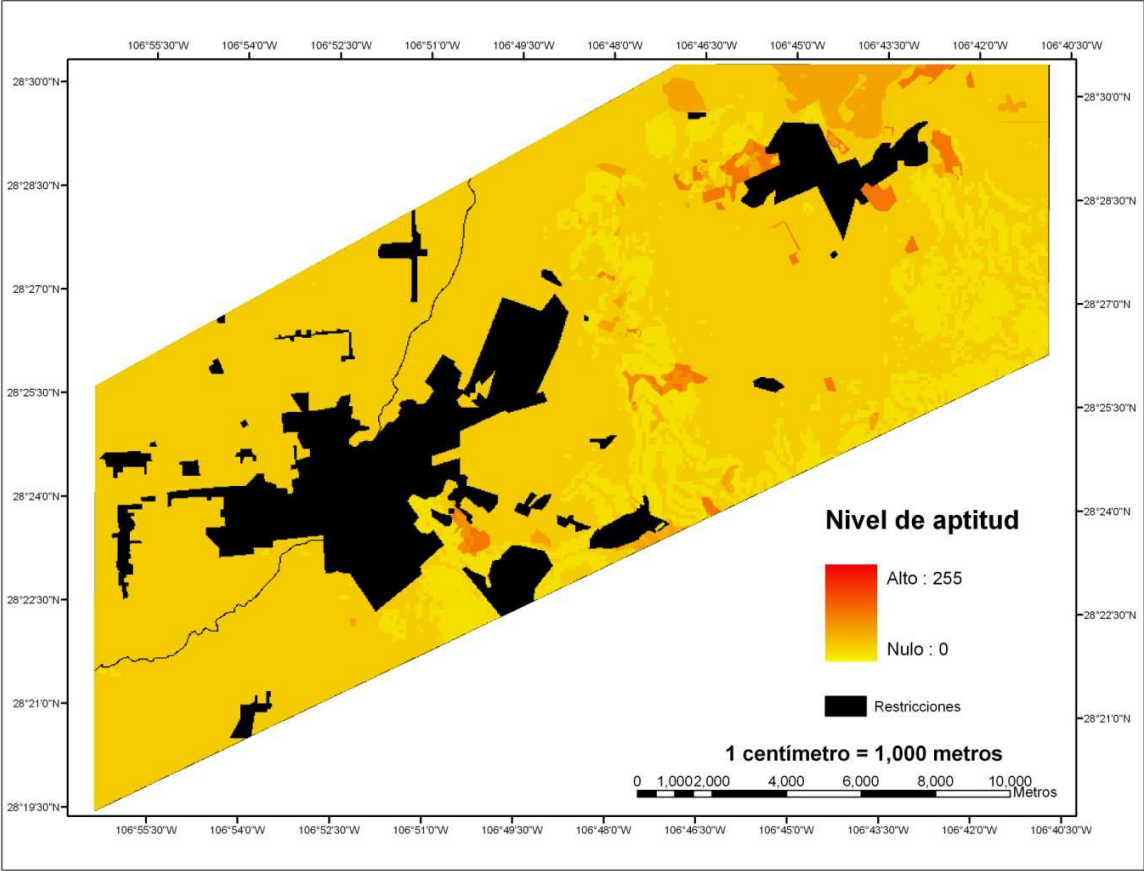 106°55'30"W 106°54'0"W 106°52'30"W 106°51'0"W 106°49'30"W 106°48'0"W 106°46'30"W 106°45'0"W 106°43'30"W 106°42'0"W 106°40'30"W
28°30'0"N 28°30'0"N
28°28'30"N 28°28'30"N
28°27'0"N 28°27'0"N
28°25'30"N 28°25'30"N
28°24'0"N 28°24'0"N
Nivel de aptitud
Alto : 255
28°22'30"N 28°22'30"N
Nulo : 0
28°21'0"N 28°21'0"N
Restricciones
1 centímetro = 1,000 metros
0 1,000 2,000 4,000 6,000 8,000 10,000
Metros
28°19'30"N
106°55'30"W 106°54'0"W 106°52'30"W 106°51'0"W 106°49'30"W 106°48'0"W 106°46'30"W 106°45'0"W 106°43'30"W 106°42'0"W 106°40'30"W